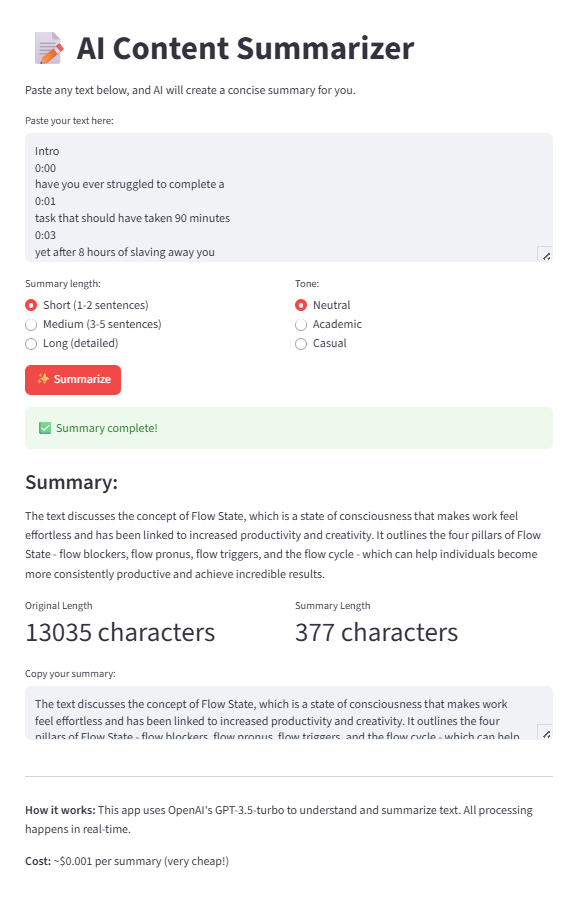 AI Content Summarizer
Paste any text below, and AI will create a concise summary for you.
Paste your text here:
Intro
0:00
have you ever struggled to complete a
0:01
task that should have taken 90 minutes
0:03
yet after 8 hours of slaving away you
Summary length:
Short (1-2 sentences)
Medium (3-5 sentences)
Long (detailed)
Tone:
Neutral
Academic
Casual
Summarize
Summary complete!
Summary:
The text discusses the concept of Flow State, which is a state of consciousness that makes work feel
effortless and has been linked to increased productivity and creativity. It outlines the four pillars of Flow
State - flow blockers, flow pronus, flow triggers, and the flow cycle - which can help individuals become
more consistently productive and achieve incredible results.
Original Length
13035 characters
Summary Length
377 characters
Copy your summary:
The text discusses the concept of Flow State, which is a state of consciousness that makes work
feel effortless and has been linked to increased productivity and creativity. It outlines the four
pillars of Flow State - flow blockers, flow pronus, flow triggers, and the flow cycle - which can help
How it works: This app uses OpenAI's GPT-3.5-turbo to understand and summarize text. All processing
happens in real-time.
Cost: ~$0.001 per summary (very cheap!)